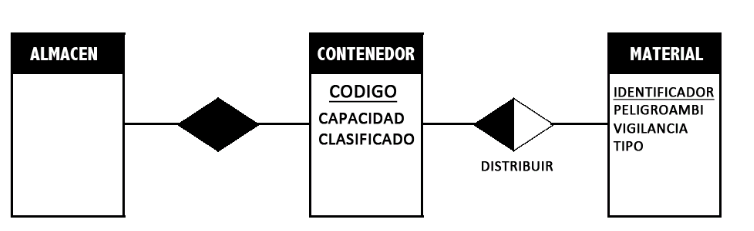 ALMACEN
CONTENEDOR
CODIGO
CAPACIDAD
CLASIFICADO
DISTRIBUIR
MATERIAL
IDENTIFICADOR
PELIGROAMBI
VIGILANCIA
TIPO